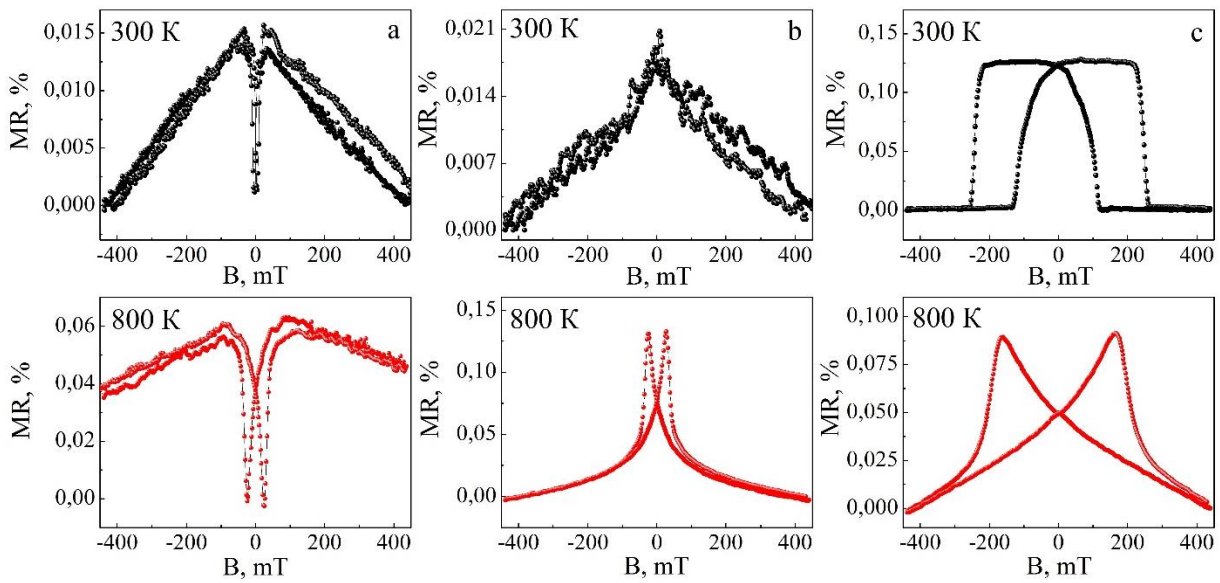 300 K a
MR, %
0,015
0,010
0,005
0,000
-400 -200 0 200 400
B, mT
300 K b
MR, %
0,021
0,014
0,007
0,000
-400 -200 0 200 400
B, mT
300 K c
MR, %
0,15
0,10
0,05
0,00
-400 -200 0 200 400
B, mT
800 K
MR, %
0,06
0,04
0,02
0,00
-400 -200 0 200 400
B, mT
800 K
MR, %
0,15
0,10
0,05
0,00
-400 -200 0 200 400
B, mT
800 K
MR, %
0,100
0,075
0,050
0,025
0,000
-400 -200 0 200 400
B, mT